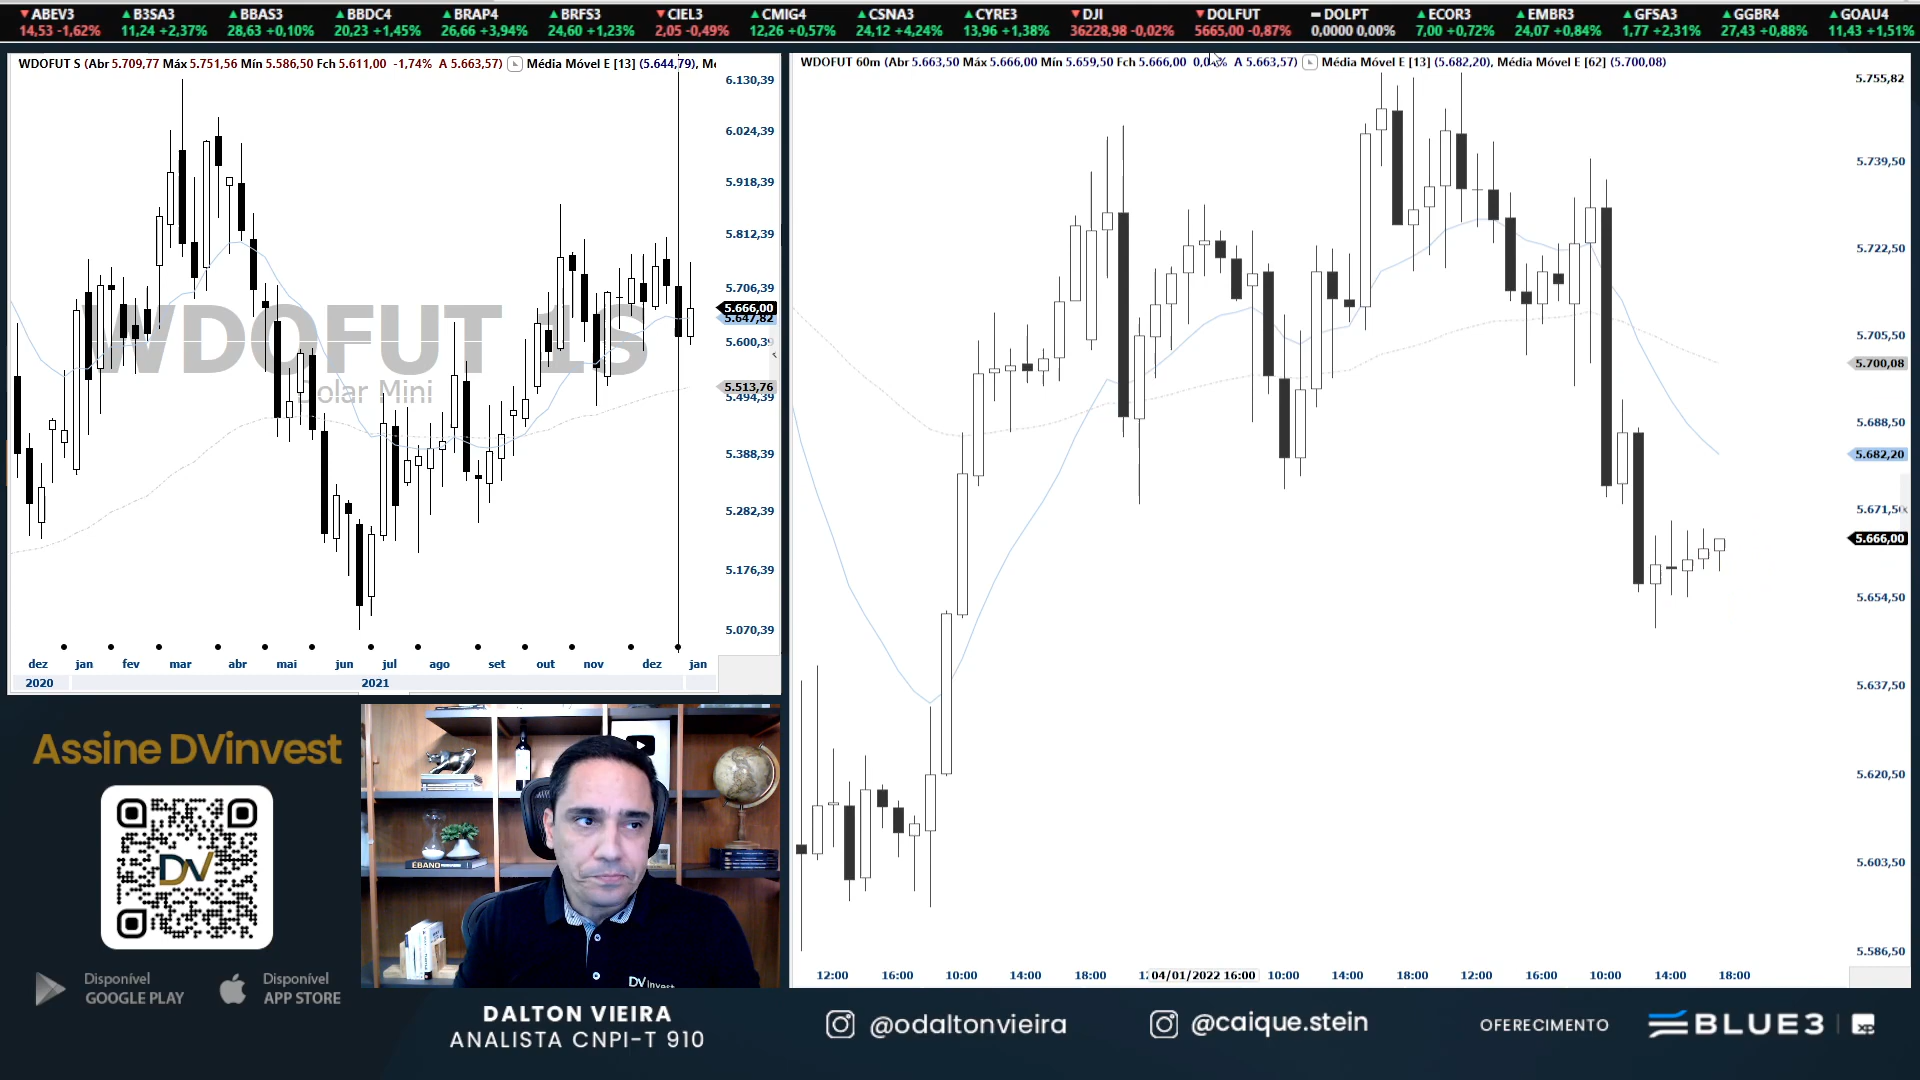 ▼ABEV3
14,53 -1,62%
▲B3SA3
11,24 +2,37%
▲BBAS3
28,63 +0,10%
▲BBDC4
20,23 +1,45%
▲BRAP4
26,66 +3,94%
▲BRFS3
24,60 +1,23%
▼CIEL3
2,05 -0,49%
▲CMIG4
12,26 +0,57%
▲CSNA3
24,12 +4,24%
▲CYRE3
13,96 +1,38%
▼DJI
36228,98 -0,02%
▼DOLFUT
5665,00 -0,87%
DOLPT
0,0000 0,00%
▲ECOR3
7,00 +0,72%
▲EMBR3
24,07 +0,84%
▲GFSA3
1,77 +2,31%
▲GGBR4
27,43 +0,88%
▲GOAU4
11,43 +1,51%
WDOFUT S (Abr 5.709,77 Máx 5.751,56 Mín 5.586,50 Fch 5.611,00 -1,74% A 5.663,57) Média Móvel E [13] (5.644,79),
6.130,39
6.024,39
5.918,39
5.812,39
5.706,39
5.666,00
5.647,82
5.600,39
5.513,76
5.494,39
5.388,39
5.282,39
5.176,39
5.070,39
WDOFUT 1S
Dolar Mini
dez jan fev mar abr mai jun jul ago set out nov dez jan
2020 2021
WDOFUT 60m (Abr 5.663,50 Máx 5.666,00 Mín 5.659,50 Fch 5.666,00 A 5.663,57) Média Móvel E [13] (5.682,20), Média Móvel E [62] (5.700,08)
5.755,82
5.739,50
5.722,50
5.705,50
5.700,08
5.688,50
5.682,20
5.671,50
5.666,00
5.654,50
5.637,50
5.620,50
5.603,50
5.586,50
12:00 16:00 10:00 14:00 18:00 04/01/2022 16:00 10:00 14:00 18:00 12:00 16:00 10:00 14:00 18:00
Assine DVinvest
DV
Disponível
GOOGLE PLAY
Disponível
APP STORE
ÉBANO
DVinvest
DALTON VIEIRA
ANALISTA CNPI-T 910
@odaltonvieira
@caique.stein
OFERECIMENTO
BLUE3
xp